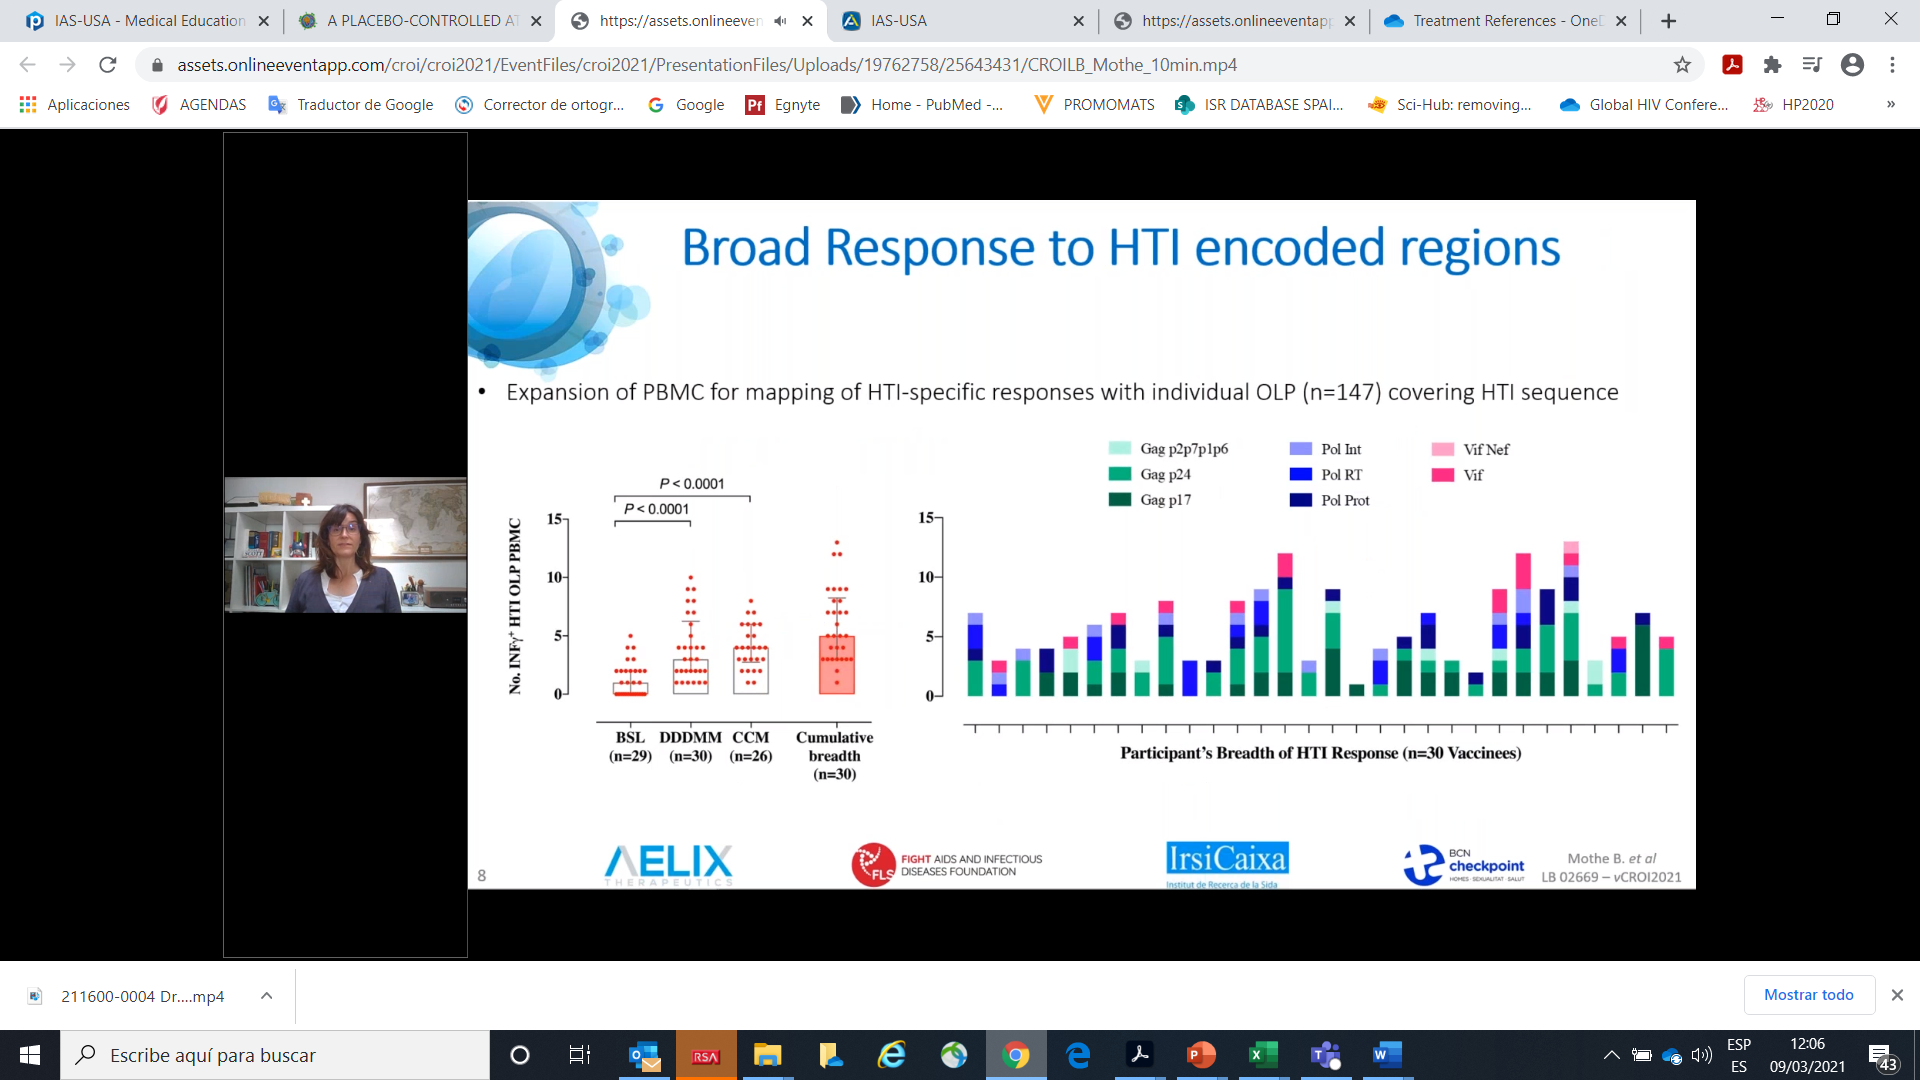 IAS-USA - Medical Education
A PLACEBO-CONTROLLED AT
https://assets.onlineeven
IAS-USA
https://assets.onlineeventapp
Treatment References - OneD
assets.onlineeventapp.com/croi/croi2021/EventFiles/croi2021/PresentationFiles/Uploads/19762758/25643431/CROILB_Mothe_10min.mp4
Aplicaciones
AGENDAS
Traductor de Google
Corrector de ortogr...
Google
Egnyte
Home - PubMed -...
PROMOMATS
ISR DATABASE SPAI...
Sci-Hub: removing...
Global HIV Confere...
HP2020
»
Broad Response to HTI encoded regions
• Expansion of PBMC for mapping of HTI-specific responses with individual OLP (n=147) covering HTI sequence
No. INFγ+ HTI OLP PBMC
15
10
5
0
P < 0.0001
P < 0.0001
BSL
(n=29)
DDDMM
(n=30)
CCM
(n=26)
Cumulative
breadth
(n=30)
Gag p2p7p1p6
Gag p24
Gag p17
Pol Int
Pol RT
Pol Prot
Vif Nef
Vif
15
10
5
0
Participant's Breadth of HTI Response (n=30 Vaccinees)
8
AELIX
THERAPEUTICS
FLS
FIGHT AIDS AND INFECTIOUS
DISEASES FOUNDATION
IrsiCaixa
Institut de Recerca de la Sida
BCN
checkpoint
HOMES · SEXUALITAT · SALUT
Mothe B. et al
LB 02669 – vCROI2021
211600-0004 Dr....mp4
Mostrar todo
Escribe aquí para buscar
RSA
ESP
ES
12:06
09/03/2021
43